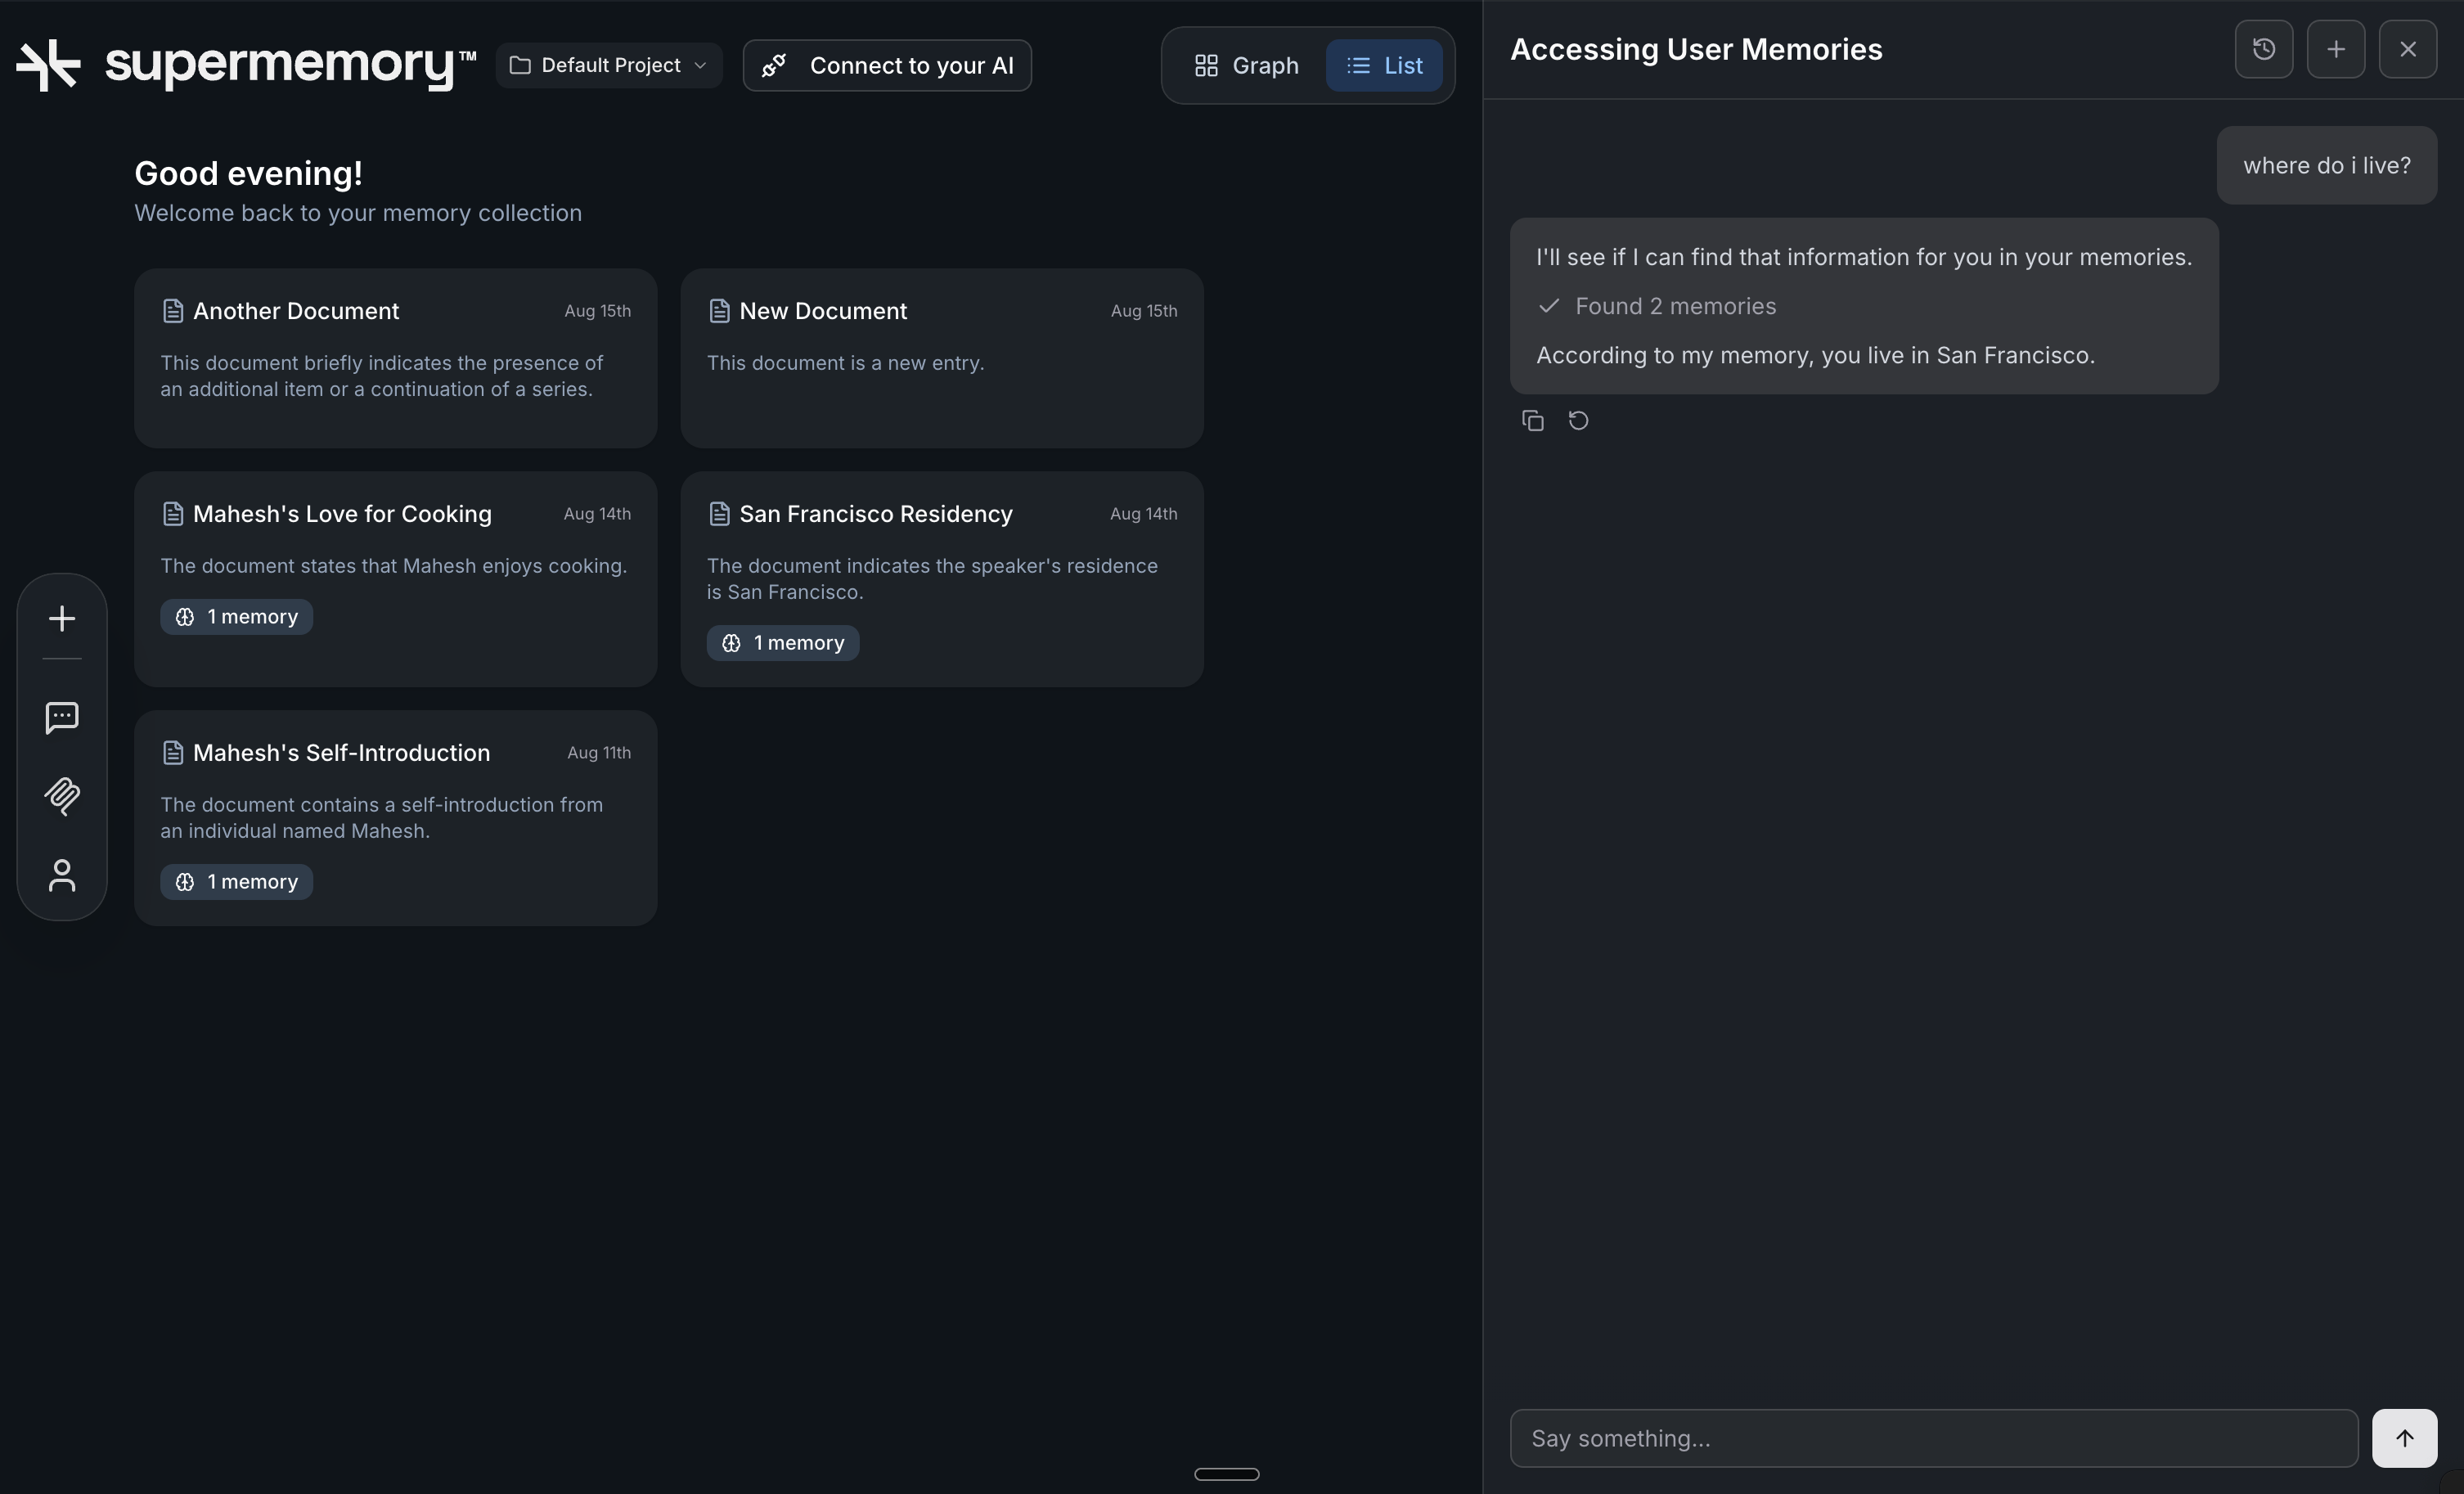 supermemory™
Default Project
Connect to your AI
Graph
List
Good evening!
Welcome back to your memory collection
Another Document
Aug 15th
This document briefly indicates the presence of
an additional item or a continuation of a series.
New Document
Aug 15th
This document is a new entry.
Mahesh's Love for Cooking
Aug 14th
The document states that Mahesh enjoys cooking.
1 memory
San Francisco Residency
Aug 14th
The document indicates the speaker's residence
is San Francisco.
1 memory
Mahesh's Self-Introduction
Aug 11th
The document contains a self-introduction from
an individual named Mahesh.
1 memory
Accessing User Memories
where do i live?
I'll see if I can find that information for you in your memories.
Found 2 memories
According to my memory, you live in San Francisco.
Say something...